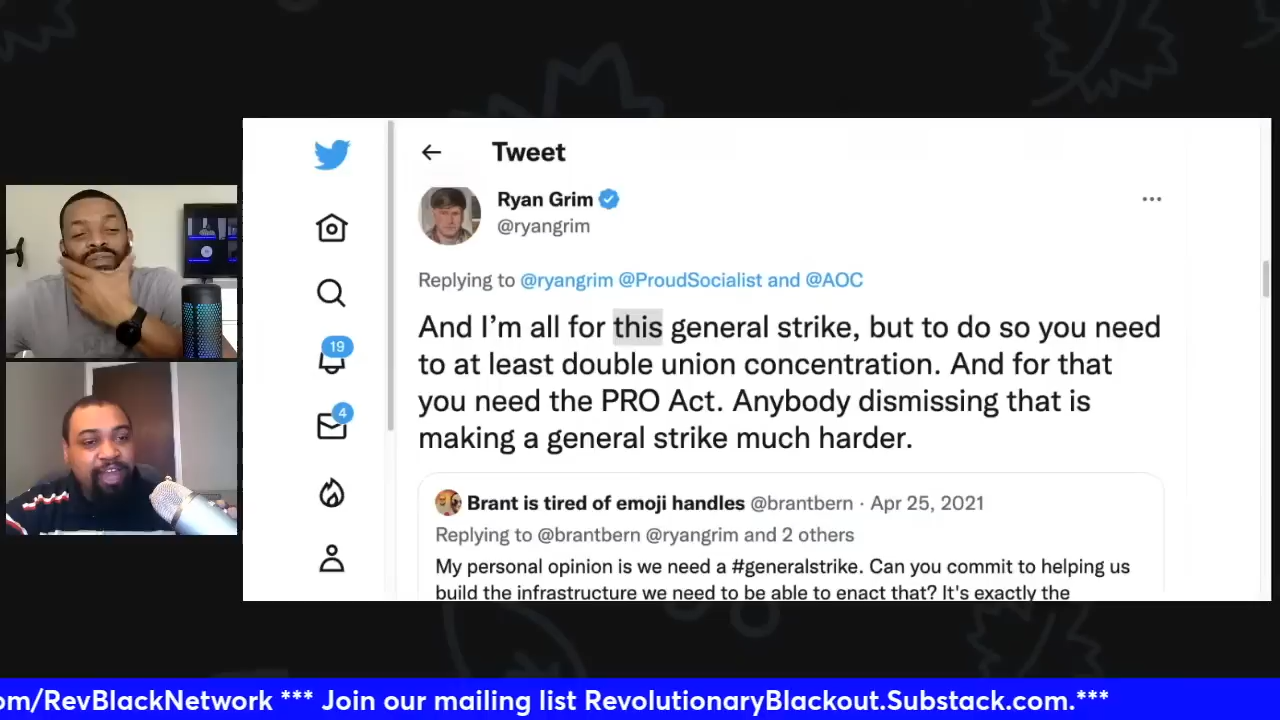 Tweet
Ryan Grim
@ryangrim
Replying to @ryangrim @ProudSocialist and @AOC
And I’m all for this general strike, but to do so you need
to at least double union concentration. And for that
you need the PRO Act. Anybody dismissing that is
making a general strike much harder.
Brant is tired of emoji handles @brantbern · Apr 25, 2021
Replying to @brantbern @ryangrim and 2 others
My personal opinion is we need a #generalstrike. Can you commit to helping us
build the infrastructure we need to be able to enact that? It's exactly the
19
4
om/RevBlackNetwork *** Join our mailing list RevolutionaryBlackout.Substack.com.***